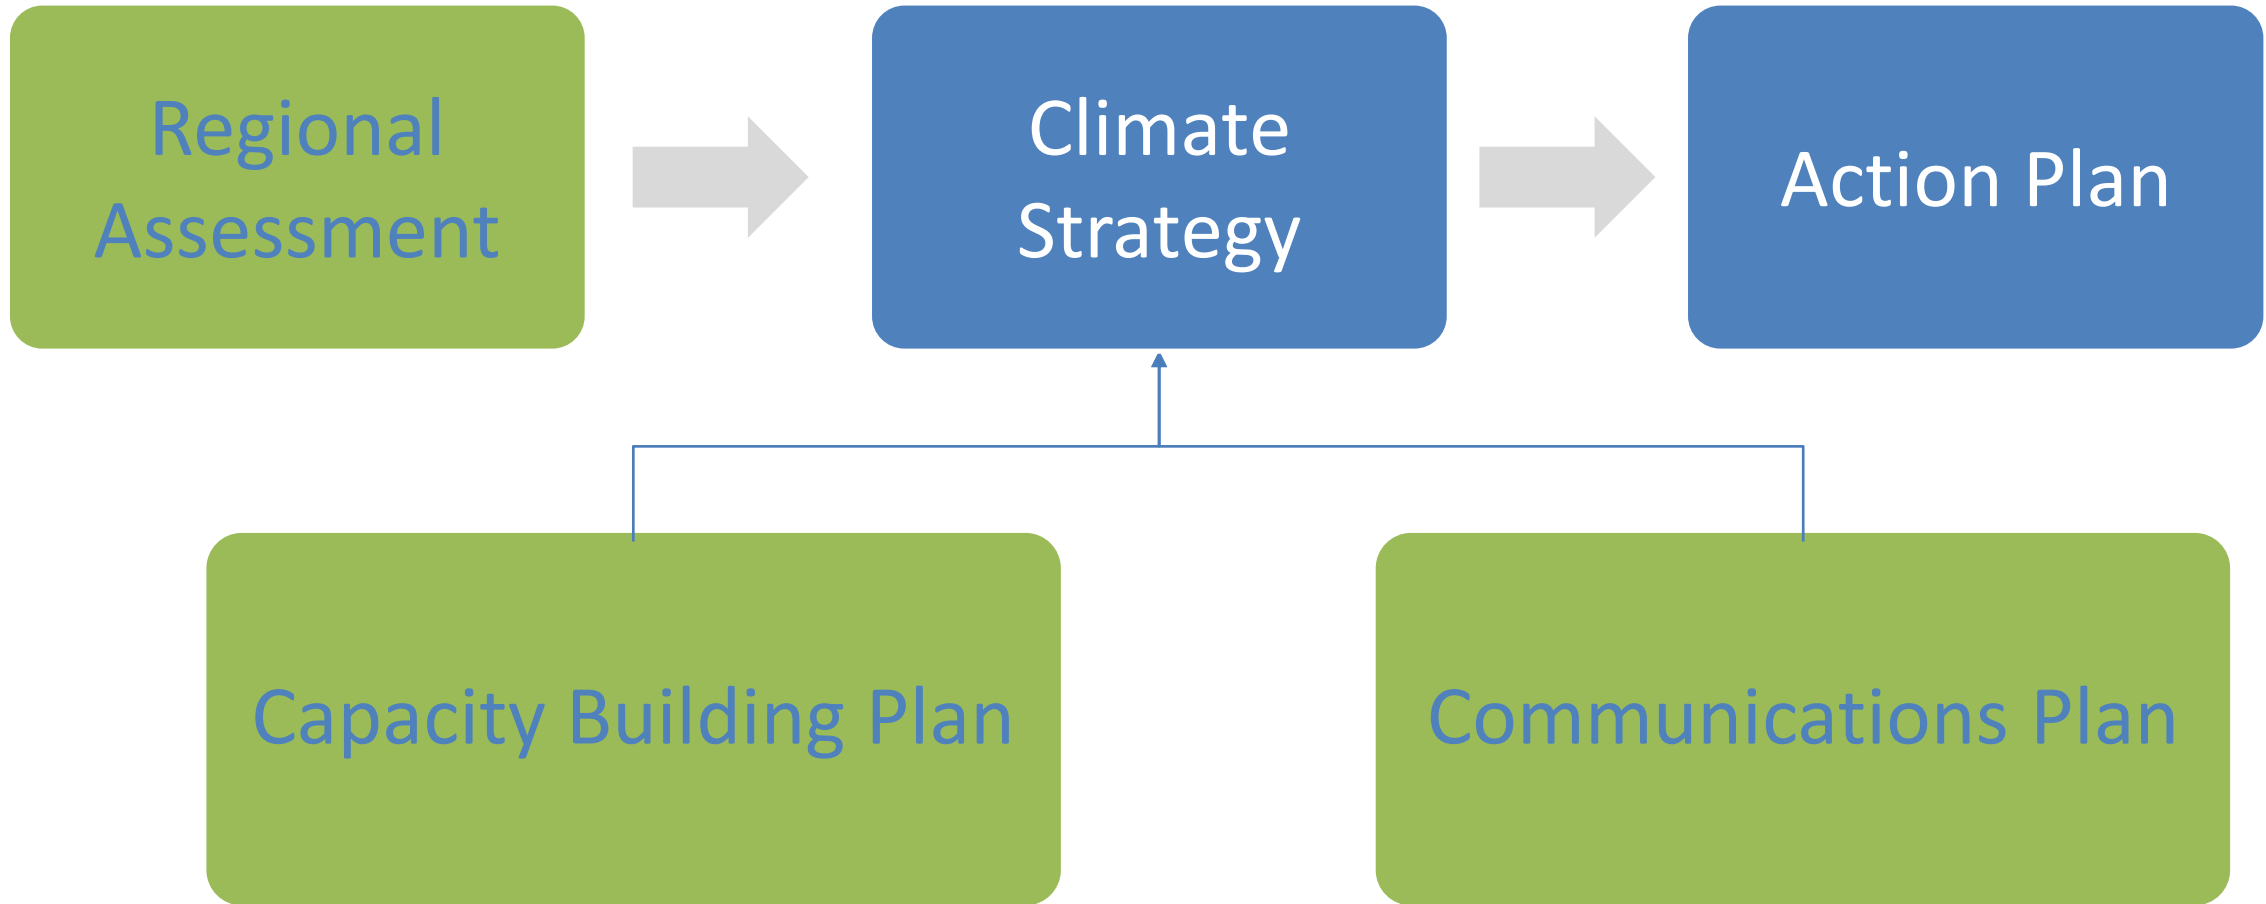 Regional
Assessment
Climate
Strategy
Action Plan
Capacity Building Plan
Communications Plan